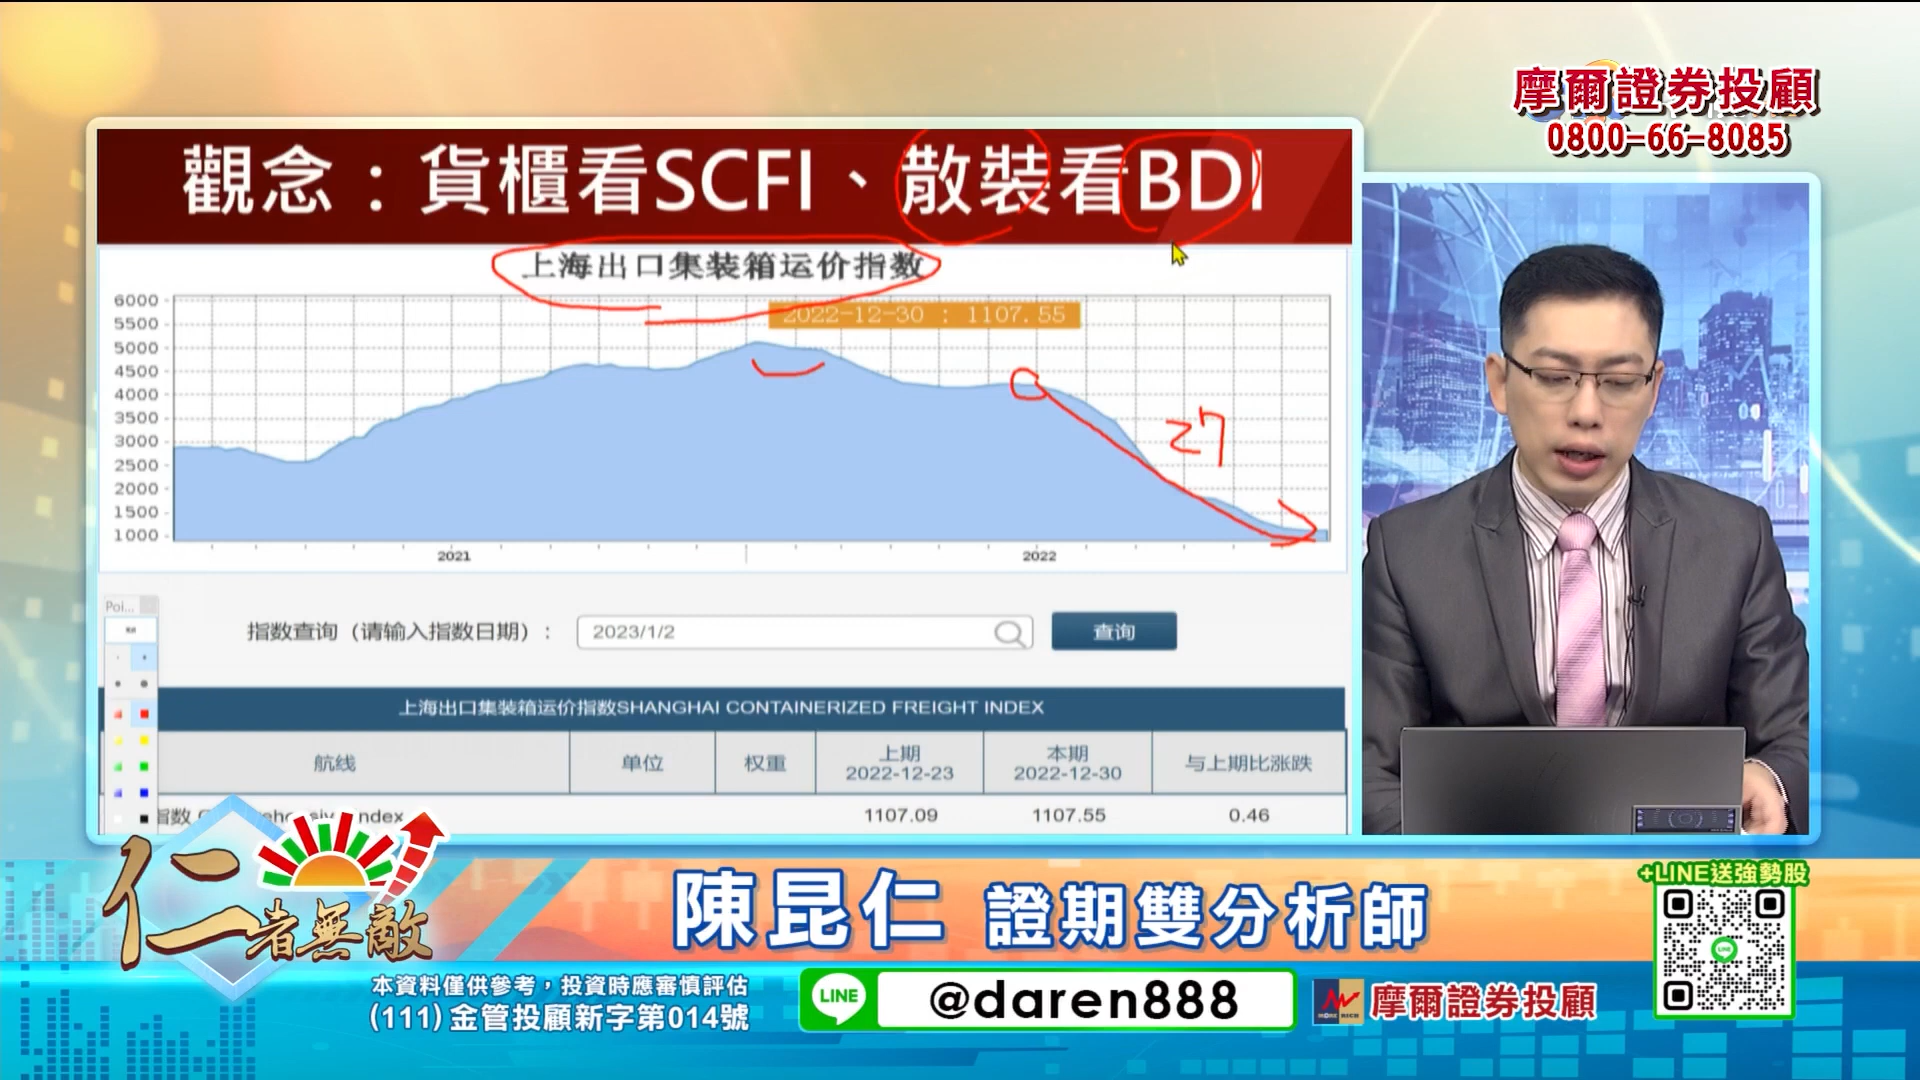 摩爾證券投顧
0800-66-8085
觀念：貨櫃看SCFI、散裝看BDI
上海出口集装箱运价指数
2022-12-30 : 1107.55
6000
5500
5000
4500
4000
3500
3000
2500
2000
1500
1000
27
2021
2022
Poi...
指数查询（请输入指数日期）：
2023/1/2
查询
上海出口集装箱运价指数SHANGHAI CONTAINERIZED FREIGHT INDEX
航线 单位 权重 上期 2022-12-23 本期 2022-12-30 与上期比涨跌
指数 1107.09 1107.55 0.46
仁者無敵
陳昆仁 證期雙分析師
+LINE送強勢股
LINE
本資料僅供參考，投資時應審慎評估
(111)金管投顧新字第014號
LINE
@daren888
MORE RICH
摩爾證券投顧